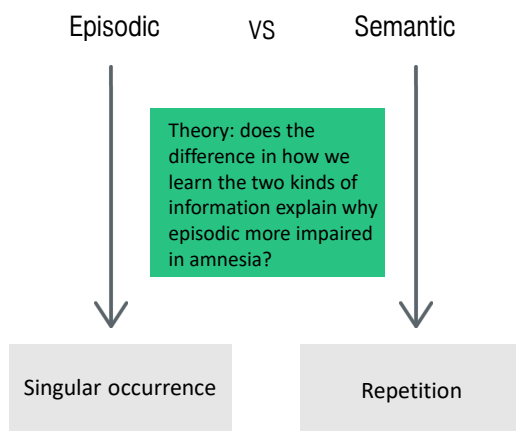 Episodic VS Semantic
Theory: does the
difference in how we
learn the two kinds of
information explain why
episodic more impaired
in amnesia?
Singular occurrence
Repetition